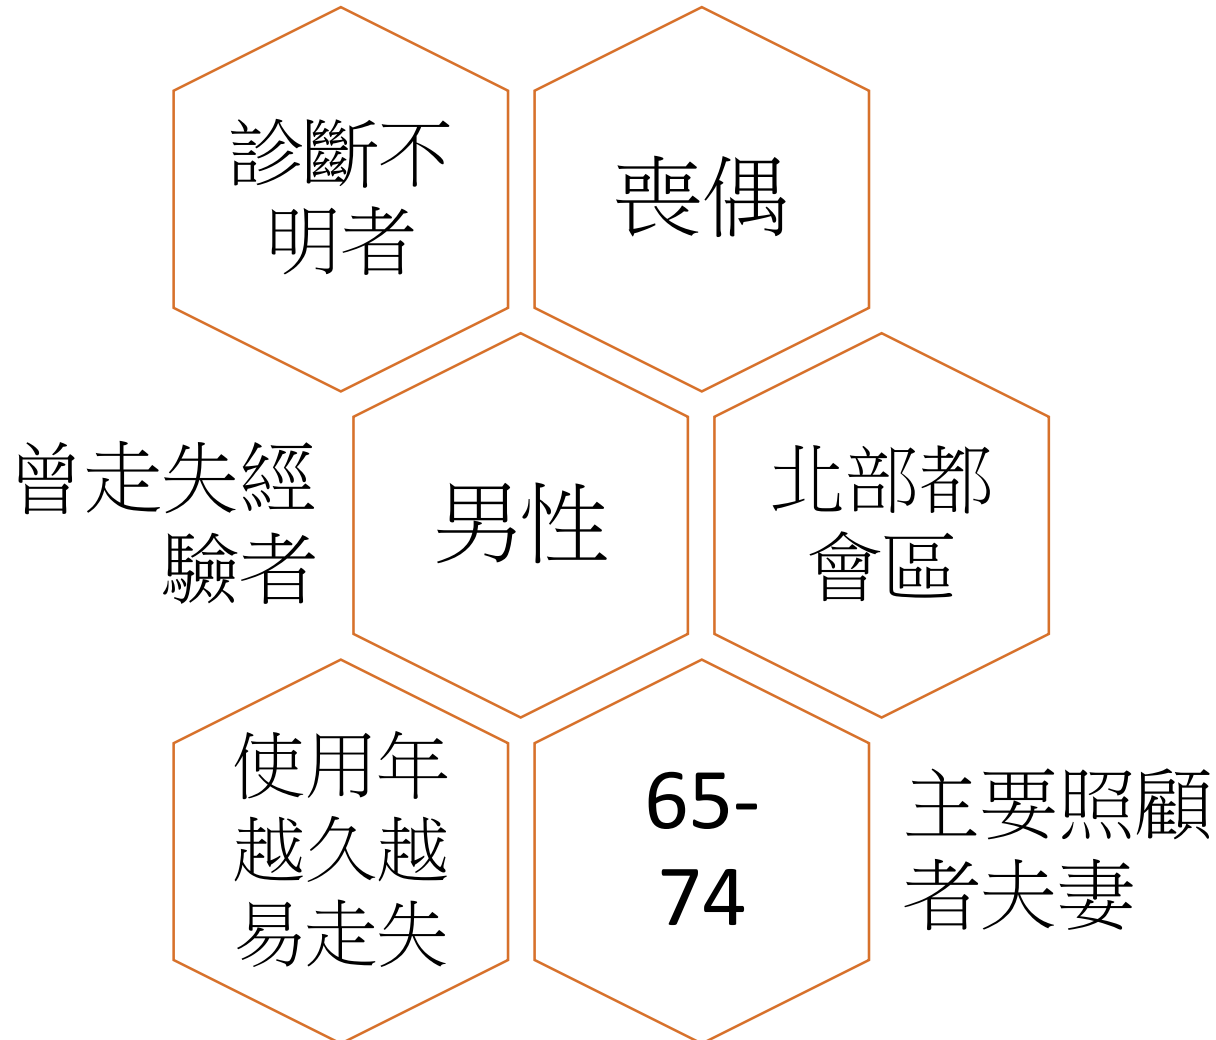 診斷不
明者
喪偶
曾走失經
驗者
男性
北部都
會區
使用年
越久越
易走失
65-
74
主要照顧
者夫妻